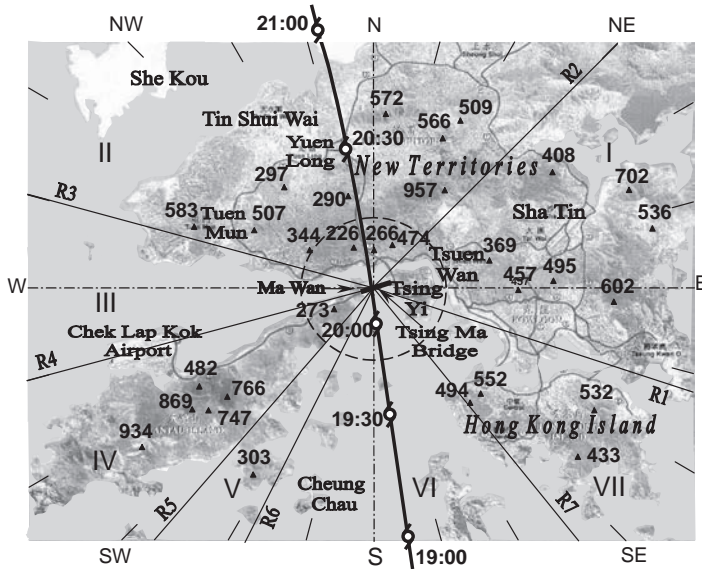 21:00
NW
N
NE
She Kou
R2
572
509
566
Tin Shui Wai
20:30
Yuen
Long
New Territories
II
I
408
297
957
702
R3
290
583
507
Tuen
Mun
Sha Tin
536
344
226
266
474
Tsuen
Wan
369
W
Ma Wan
Tsing
Yi
457
495
E
III
273
602
Chek Lap Kok
Airport
20:00
Tsing Ma
Bridge
R4
R1
482
766
869
747
494
552
532
19:30
Hong Kong Island
934
433
IV
303
V
Cheung
Chau
VI
VII
R5
R6
R7
SW
S
19:00
SE